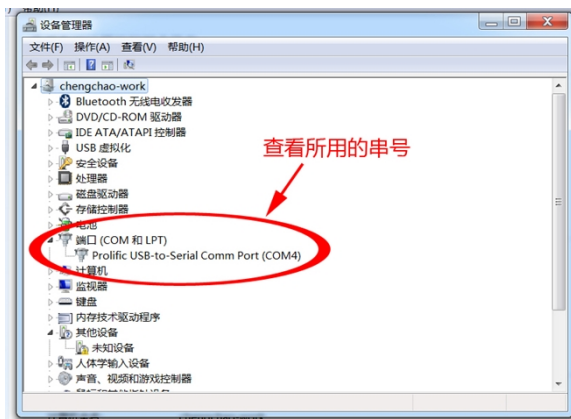 设备管理器
文件(F) 操作(A) 查看(V) 帮助(H)
chengchao-work
Bluetooth 无线电收发器
DVD/CD-ROM 驱动器
IDE ATA/ATAPI 控制器
USB 虚拟化
查看所用的串号
安全设备
处理器
磁盘驱动器
存储控制器
电池
端口 (COM 和 LPT)
Prolific USB-to-Serial Comm Port (COM4)
计算机
监视器
键盘
内存技术驱动程序
其他设备
未知设备
人体学输入设备
声音、视频和游戏控制器